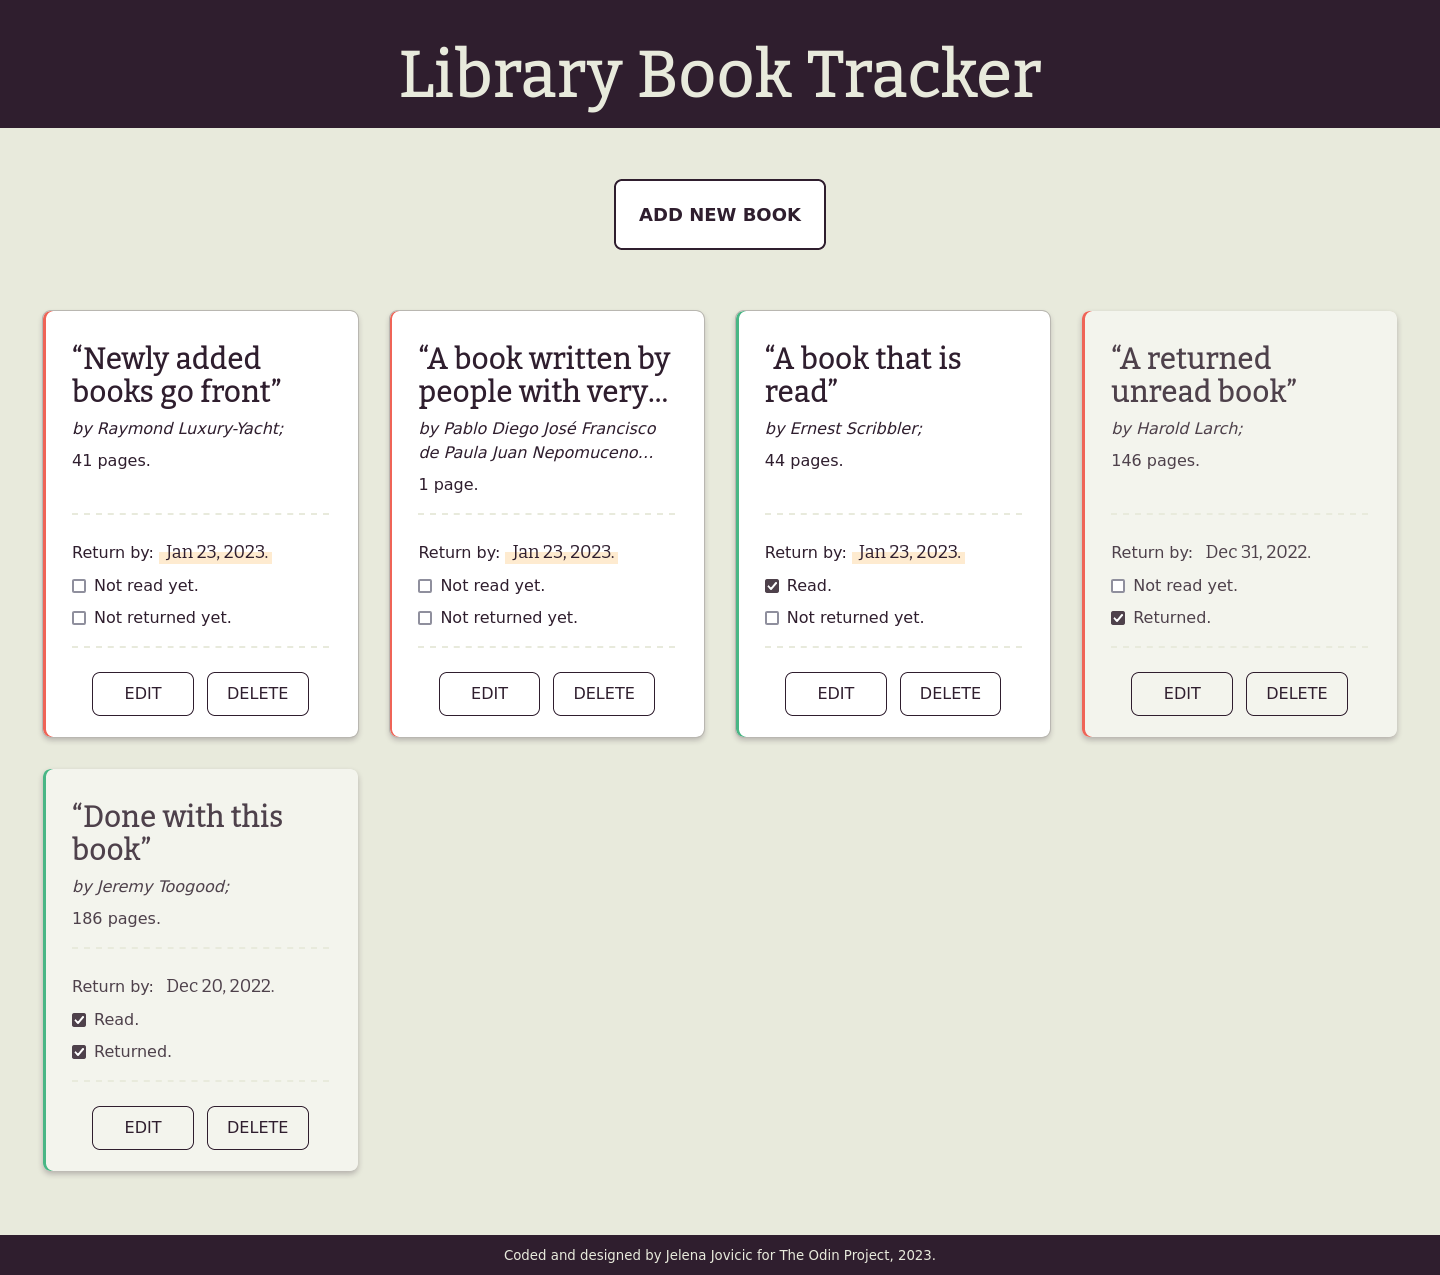 Library Book Tracker
ADD NEW BOOK
“Newly added
books go front”
by Raymond Luxury-Yacht;
41 pages.
Return by: Jan 23, 2023.
Not read yet.
Not returned yet.
EDIT DELETE
“A book written by
people with very...
by Pablo Diego José Francisco
de Paula Juan Nepomuceno...
1 page.
Return by: Jan 23, 2023.
Not read yet.
Not returned yet.
EDIT DELETE
“A book that is
read”
by Ernest Scribbler;
44 pages.
Return by: Jan 23, 2023.
Read.
Not returned yet.
EDIT DELETE
“A returned
unread book”
by Harold Larch;
146 pages.
Return by: Dec 31, 2022.
Not read yet.
Returned.
EDIT DELETE
“Done with this
book”
by Jeremy Toogood;
186 pages.
Return by: Dec 20, 2022.
Read.
Returned.
EDIT DELETE
Coded and designed by Jelena Jovicic for The Odin Project, 2023.